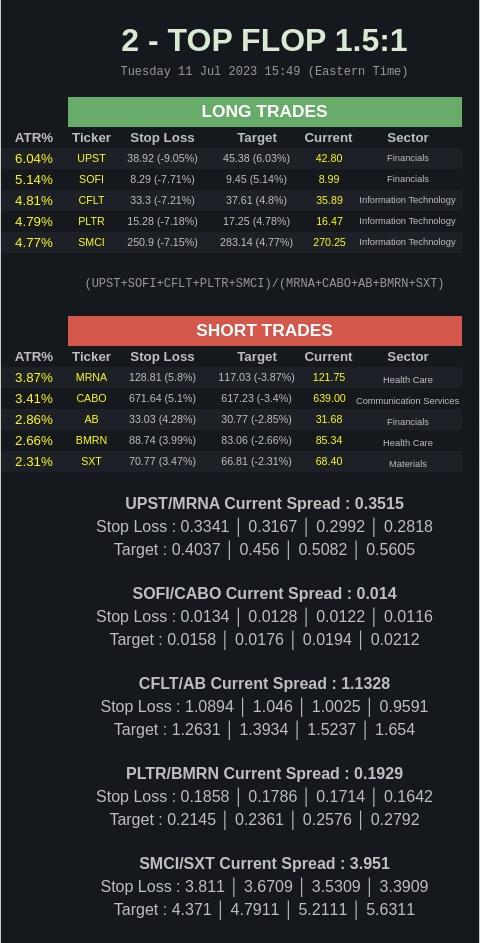 2 - TOP FLOP 1.5:1
Tuesday 11 Jul 2023 15:49 (Eastern Time)
LONG TRADES
ATR% Ticker Stop Loss Target Current Sector
6.04% UPST 38.92 (-9.05%) 45.38 (6.03%) 42.80 Financials
5.14% SOFI 8.29 (-7.71%) 9.45 (5.14%) 8.99 Financials
4.81% CFLT 33.3 (-7.21%) 37.61 (4.8%) 35.89 Information Technology
4.79% PLTR 15.28 (-7.18%) 17.25 (4.78%) 16.47 Information Technology
4.77% SMCI 250.9 (-7.15%) 283.14 (4.77%) 270.25 Information Technology
(UPST+SOFI+CFLT+PLTR+SMCI)/(MRNA+CABO+AB+BMRN+SXT)
SHORT TRADES
ATR% Ticker Stop Loss Target Current Sector
3.87% MRNA 128.81 (5.8%) 117.03 (-3.87%) 121.75 Health Care
3.41% CABO 671.64 (5.1%) 617.23 (-3.4%) 639.00 Communication Services
2.86% AB 33.03 (4.28%) 30.77 (-2.85%) 31.68 Financials
2.66% BMRN 88.74 (3.99%) 83.06 (-2.66%) 85.34 Health Care
2.31% SXT 70.77 (3.47%) 66.81 (-2.31%) 68.40 Materials
UPST/MRNA Current Spread : 0.3515
Stop Loss : 0.3341 │ 0.3167 │ 0.2992 │ 0.2818
Target : 0.4037 │ 0.456 │ 0.5082 │ 0.5605
SOFI/CABO Current Spread : 0.014
Stop Loss : 0.0134 │ 0.0128 │ 0.0122 │ 0.0116
Target : 0.0158 │ 0.0176 │ 0.0194 │ 0.0212
CFLT/AB Current Spread : 1.1328
Stop Loss : 1.0894 │ 1.046 │ 1.0025 │ 0.9591
Target : 1.2631 │ 1.3934 │ 1.5237 │ 1.654
PLTR/BMRN Current Spread : 0.1929
Stop Loss : 0.1858 │ 0.1786 │ 0.1714 │ 0.1642
Target : 0.2145 │ 0.2361 │ 0.2576 │ 0.2792
SMCI/SXT Current Spread : 3.951
Stop Loss : 3.811 │ 3.6709 │ 3.5309 │ 3.3909
Target : 4.371 │ 4.7911 │ 5.2111 │ 5.6311